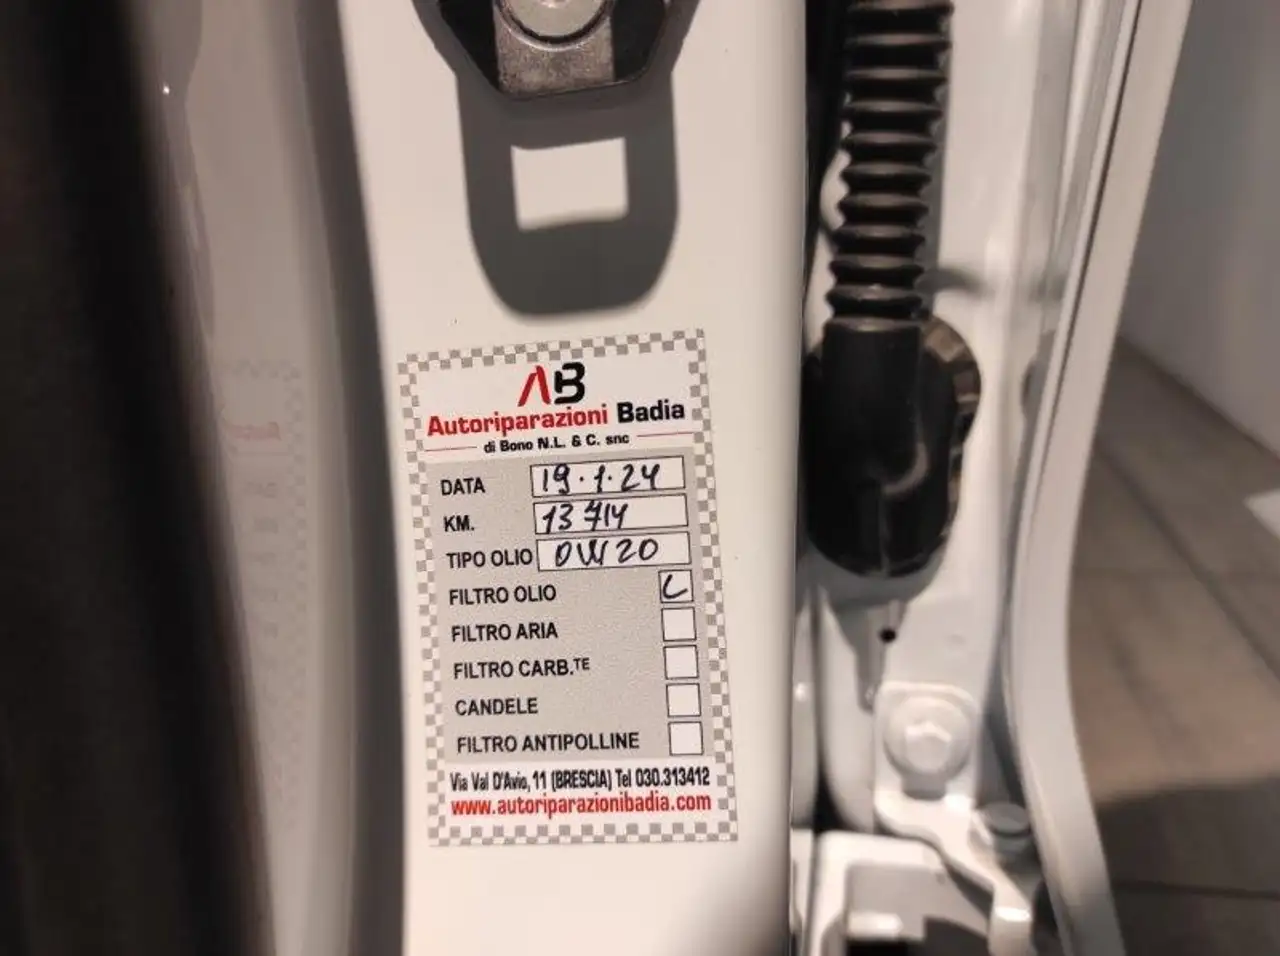 AB
Autoriparazioni Badia
di Bono N.L. & C. snc
DATA 19.1.24
KM. 13714
TIPO OLIO 0W20
FILTRO OLIO
FILTRO ARIA
FILTRO CARB.TE
CANDELE
FILTRO ANTIPOLLINE
Via Val D'Avio, 11 (BRESCIA) Tel 030.313412
www.autoriparazionibadia.com